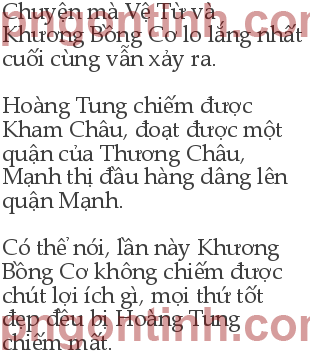 Chuyện mà Vệ Từ và
Khương Bồng Cơ lo lắng nhất
cuối cùng vẫn xảy ra.
Hoàng Tung chiếm được
Kham Châu, đoạt được một
quận của Thương Châu,
Mạnh thị đầu hàng dâng lên
quận Mạnh.
Có thể nói, lần này Khương
Bồng Cơ không chiếm được
chút lợi ích gì, mọi thứ tốt
đẹp đều bị Hoàng Tung
chiếm mất.